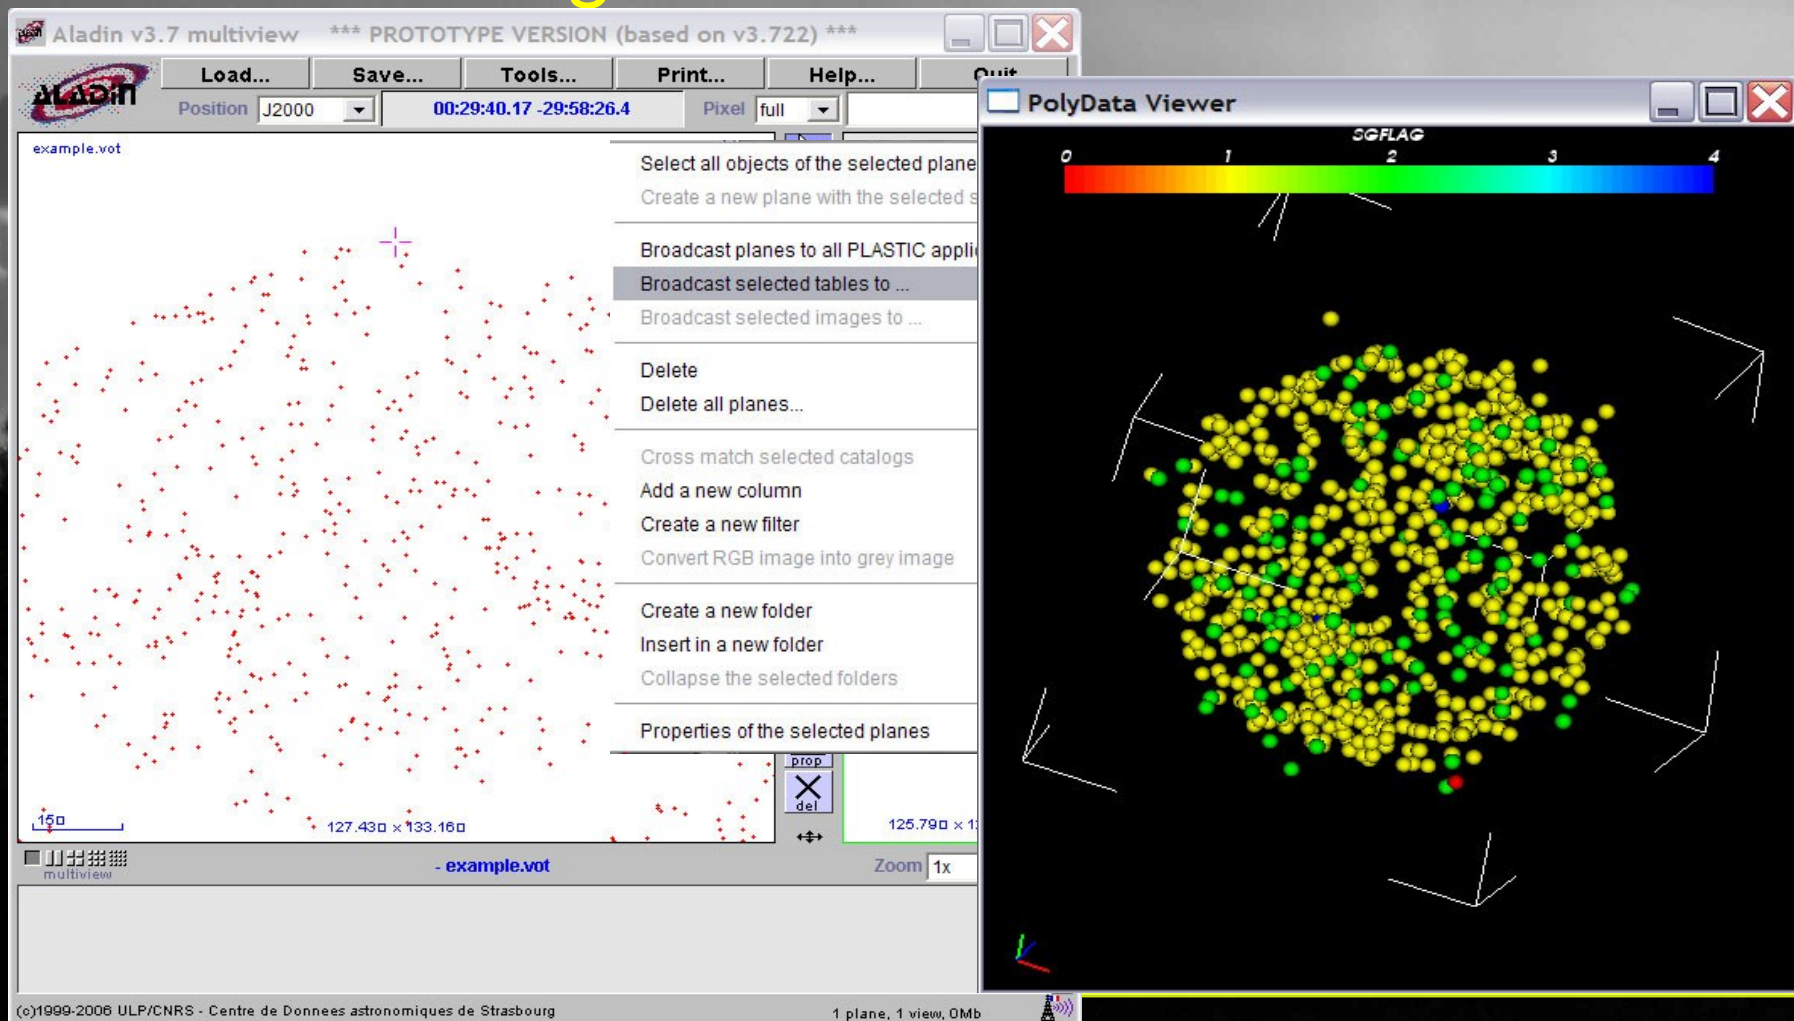 Aladin v3.7 multiview *** PROTOTYPE VERSION (based on v3.722) ***
ALADIN
Load... Save... Tools... Print... Help... Quit
Position J2000 00:29:40.17 -29:58:26.4 Pixel full
example.vot
Select all objects of the selected plane
Create a new plane with the selected s
Broadcast planes to all PLASTIC appli
Broadcast selected tables to ...
Broadcast selected images to ...
Delete
Delete all planes...
Cross match selected catalogs
Add a new column
Create a new filter
Convert RGB image into grey image
Create a new folder
Insert in a new folder
Collapse the selected folders
Properties of the selected planes
prop
del
15□
127.43□ x 133.16□
125.79□ x 1
multiview
- example.vot
Zoom 1x
(c)1999-2006 ULP/CNRS - Centre de Donnees astronomiques de Strasbourg
1 plane, 1 view, 0Mb
PolyData Viewer
SGFLAG
0 1 2 3 4